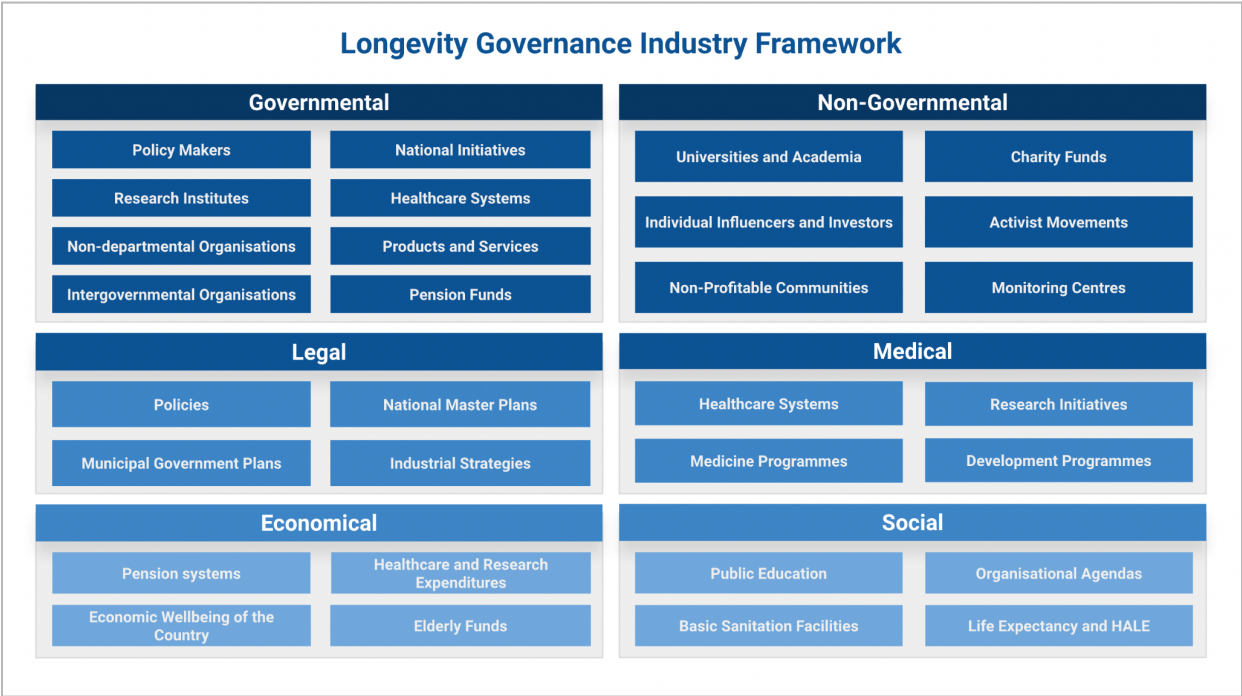 Longevity Governance Industry Framework
Governmental
Policy Makers
National Initiatives
Research Institutes
Healthcare Systems
Non-departmental Organisations
Products and Services
Intergovernmental Organisations
Pension Funds
Non-Governmental
Universities and Academia
Charity Funds
Individual Influencers and Investors
Activist Movements
Non-Profitable Communities
Monitoring Centres
Legal
Policies
National Master Plans
Municipal Government Plans
Industrial Strategies
Medical
Healthcare Systems
Research Initiatives
Medicine Programmes
Development Programmes
Economical
Pension systems
Healthcare and Research
Expenditures
Economic Wellbeing of the
Country
Elderly Funds
Social
Public Education
Organisational Agendas
Basic Sanitation Facilities
Life Expectancy and HALE